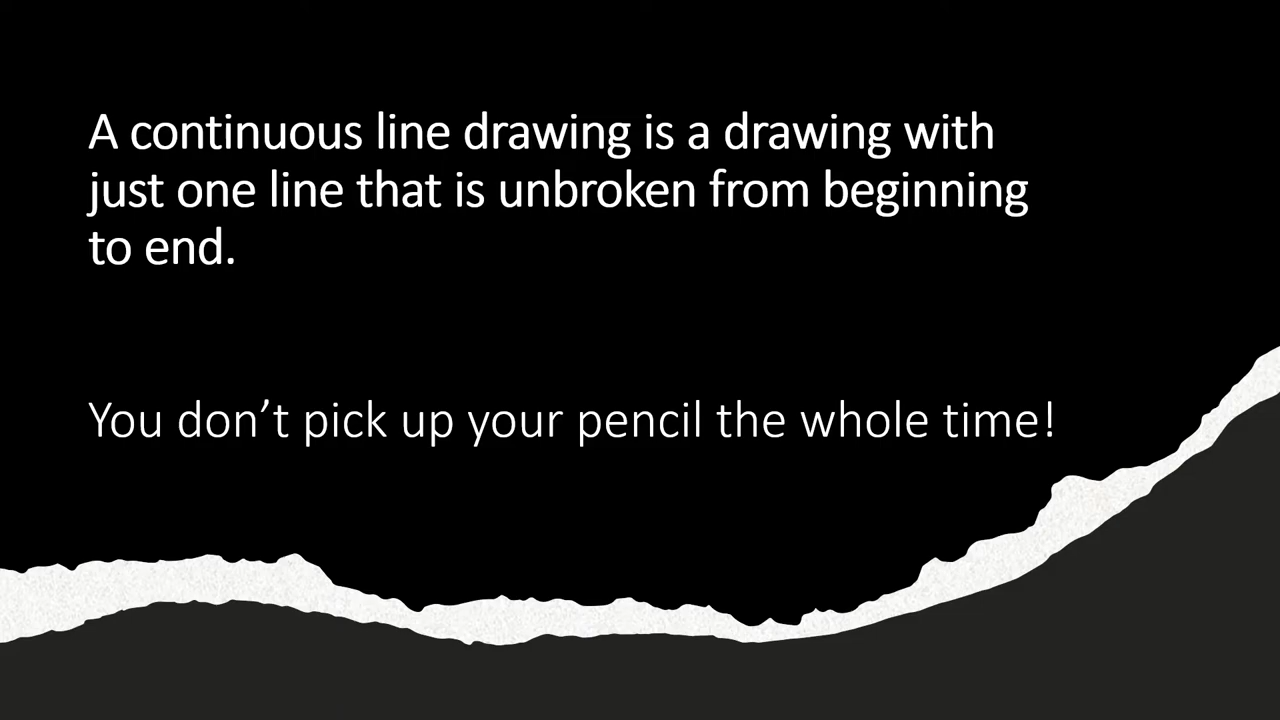 A continuous line drawing is a drawing with
just one line that is unbroken from beginning
to end.
You don’t pick up your pencil the whole time!